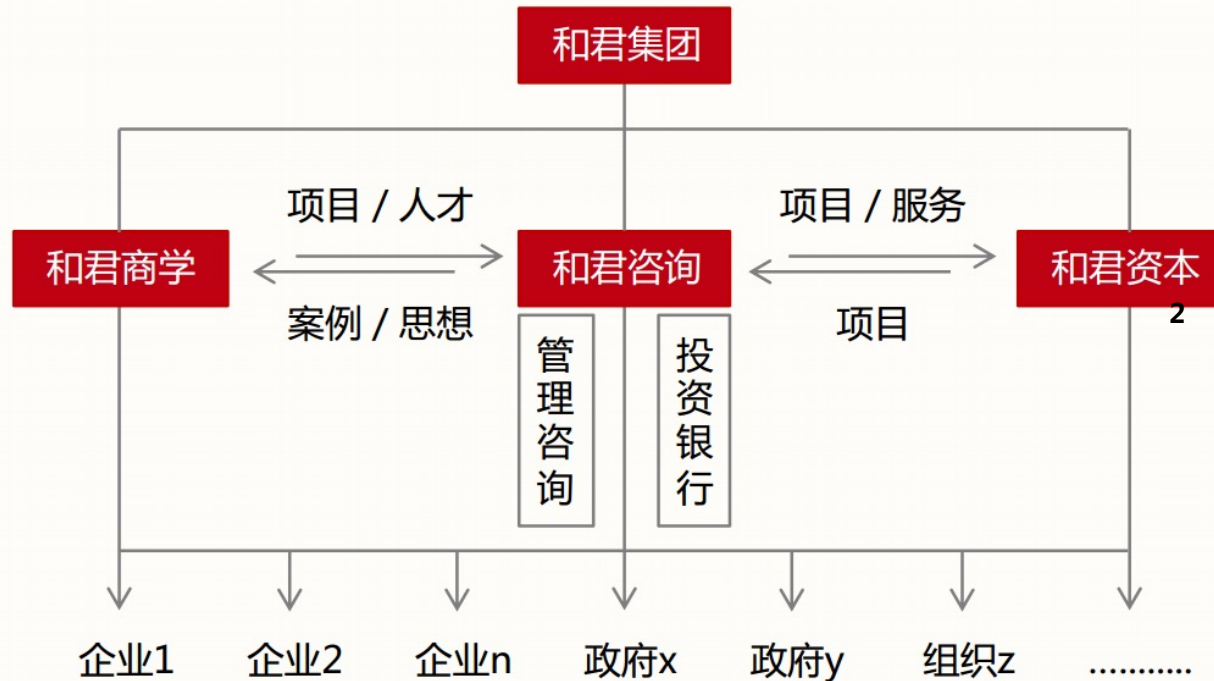 和君集团
项目 / 人才
项目 / 服务
和君商学
和君咨询
和君资本
案例 / 思想
项目
2
管理咨询
投资银行
企业1
企业2
企业n
政府x
政府y
组织z
...........